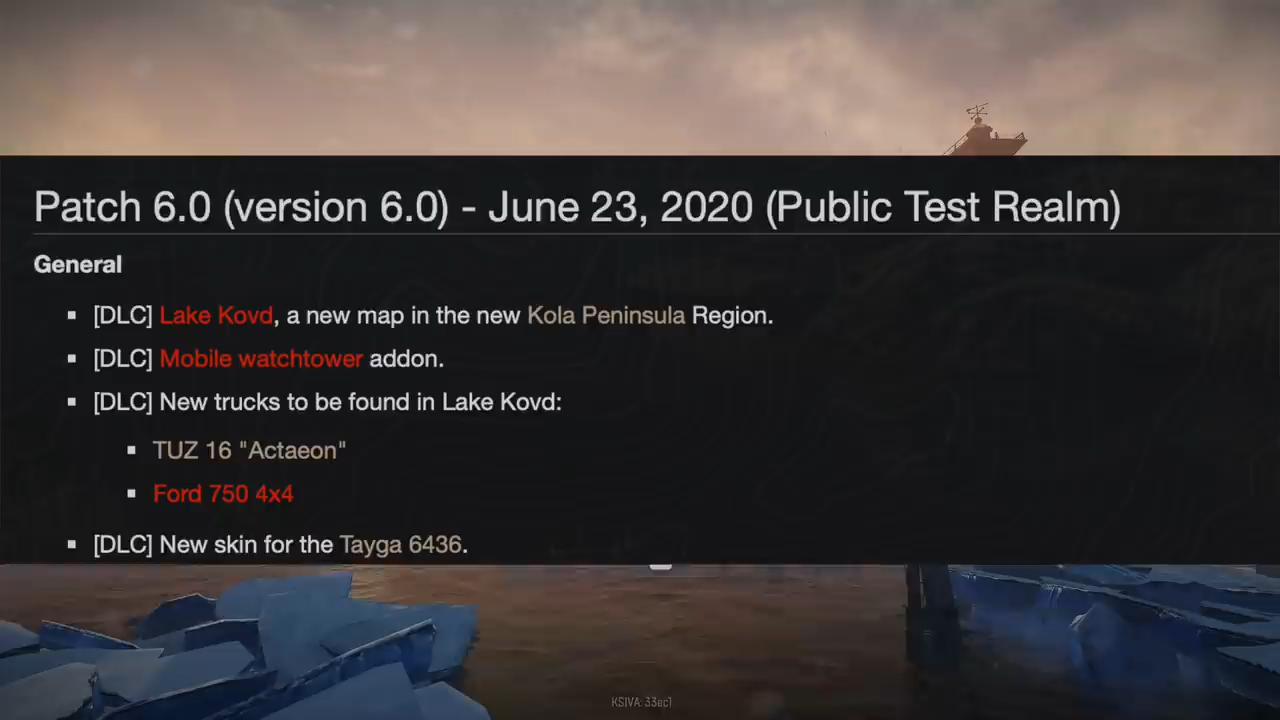 Patch 6.0 (version 6.0) - June 23, 2020 (Public Test Realm)
General
[DLC] Lake Kovd, a new map in the new Kola Peninsula Region.
[DLC] Mobile watchtower addon.
[DLC] New trucks to be found in Lake Kovd:
TUZ 16 "Actaeon"
Ford 750 4x4
[DLC] New skin for the Tayga 6436.
KSIVA: 33ac1